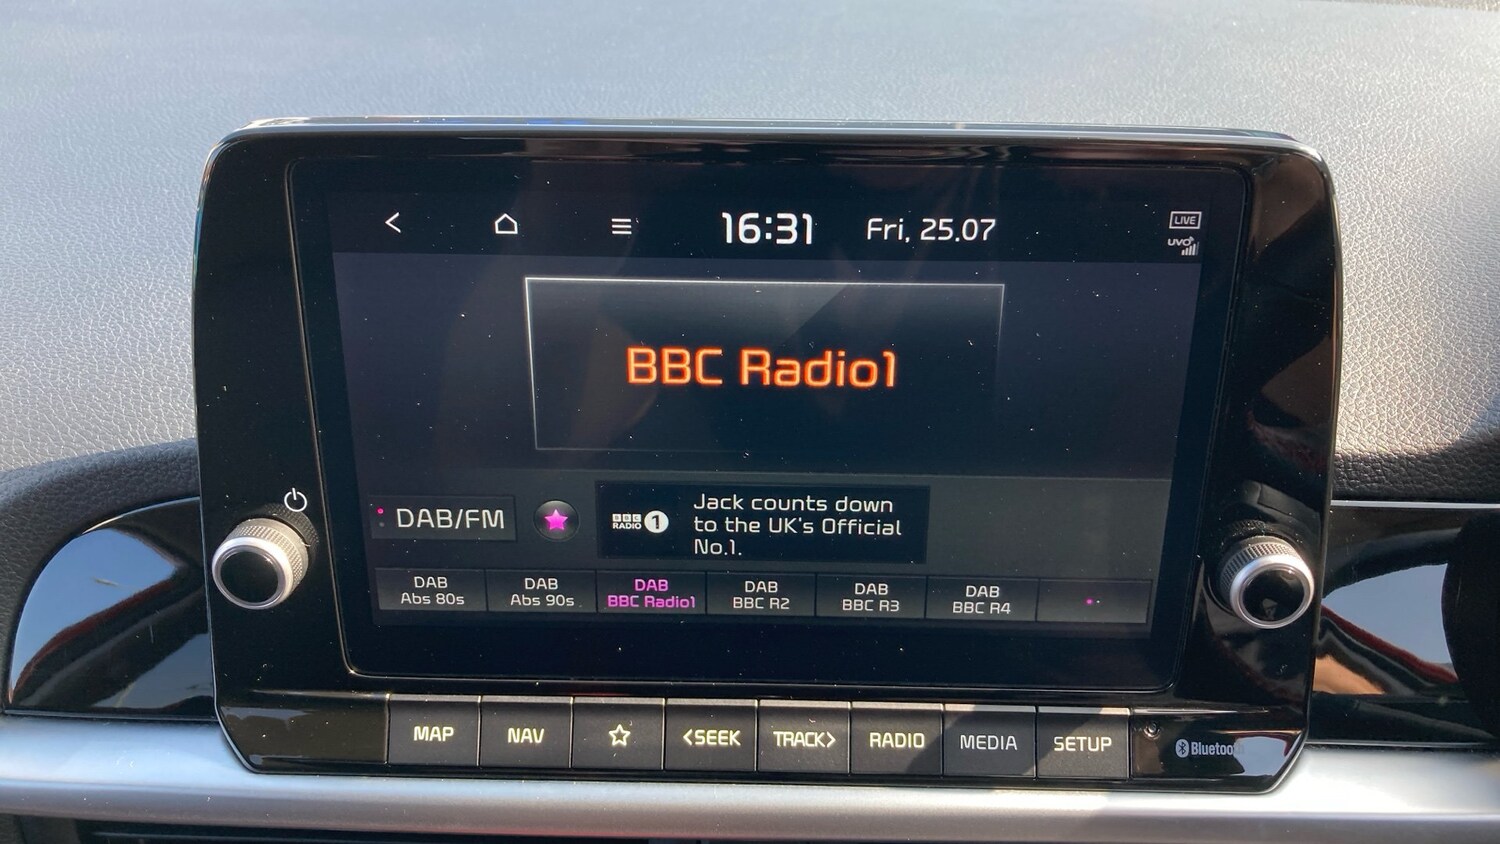 16:31 Fri, 25.07
LIVE
UVO
BBC Radio1
DAB/FM
BBC
RADIO 1
Jack counts down
to the UK's Official
No.1.
DAB
Abs 80s
DAB
Abs 90s
DAB
BBC Radio1
DAB
BBC R2
DAB
BBC R3
DAB
BBC R4
MAP NAV <SEEK TRACK> RADIO MEDIA SETUP
Bluetooth